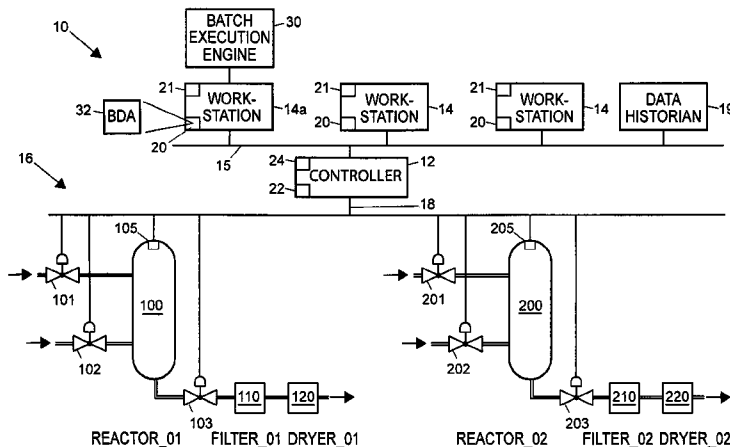 10
BATCH EXECUTION ENGINE
30
32
BDA
21
20
WORK-STATION
14a
21
20
WORK-STATION
14
21
20
WORK-STATION
14
DATA HISTORIAN
19
15
16
24
22
CONTROLLER
12
18
105
101
102
100
103
110
120
205
201
202
200
203
210
220
REACTOR_01
FILTER_01
DRYER_01
REACTOR_02
FILTER_02
DRYER_02